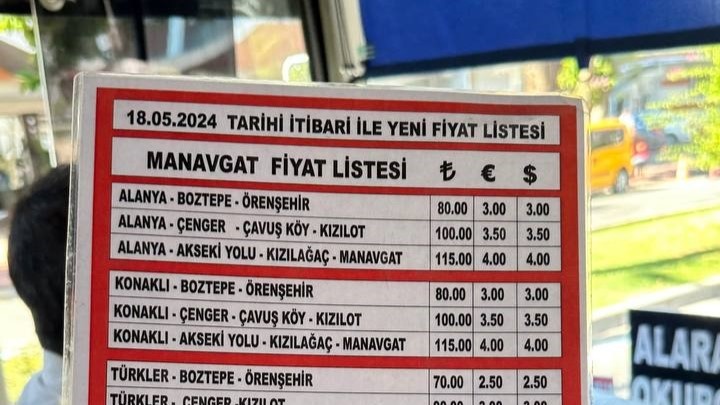 18.05.2024 TARİHİ İTİBARİ İLE YENİ FİYAT LİSTESİ
MANAVGAT FİYAT LİSTESİ ₺ € $
ALANYA - BOZTEPE - ÖRENŞEHİR 80.00 3.00 3.00
ALANYA - ÇENGER - ÇAVUŞ KÖY - KIZILOT 100.00 3.50 3.50
ALANYA - AKSEKİ YOLU - KIZILAĞAÇ - MANAVGAT 115.00 4.00 4.00
KONAKLI - BOZTEPE - ÖRENŞEHİR 80.00 3.00 3.00
KONAKLI - ÇENGER - ÇAVUŞ KÖY - KIZILOT 100.00 3.50 3.50
KONAKLI - AKSEKİ YOLU - KIZILAĞAÇ - MANAVGAT 115.00 4.00 4.00
TÜRKLER - BOZTEPE - ÖRENŞEHİR 70.00 2.50 2.50
TÜRKLER - ÇENGER - KIZILOT
ALARA